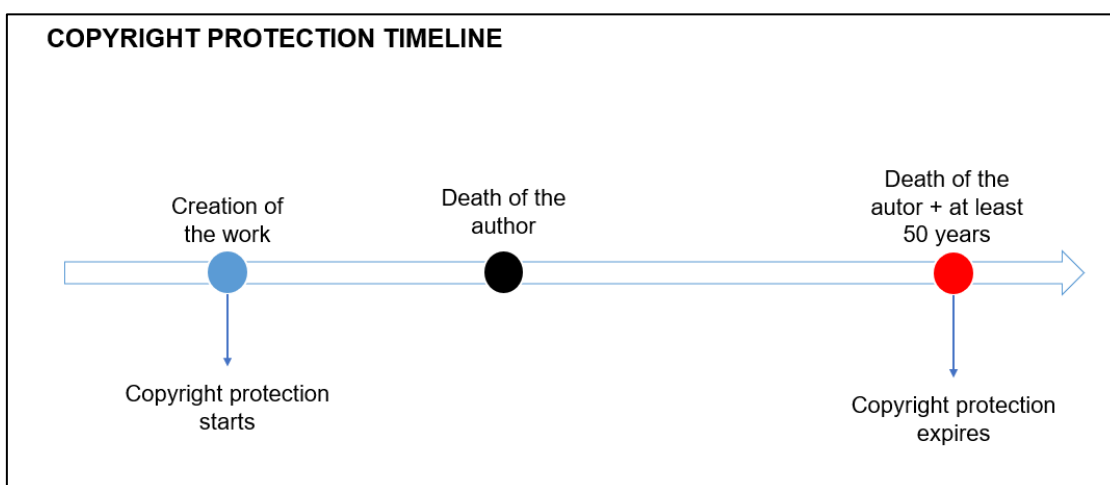 COPYRIGHT PROTECTION TIMELINE
Creation of
the work
Death of the
author
Death of the
autor + at least
50 years
Copyright protection
starts
Copyright protection
expires